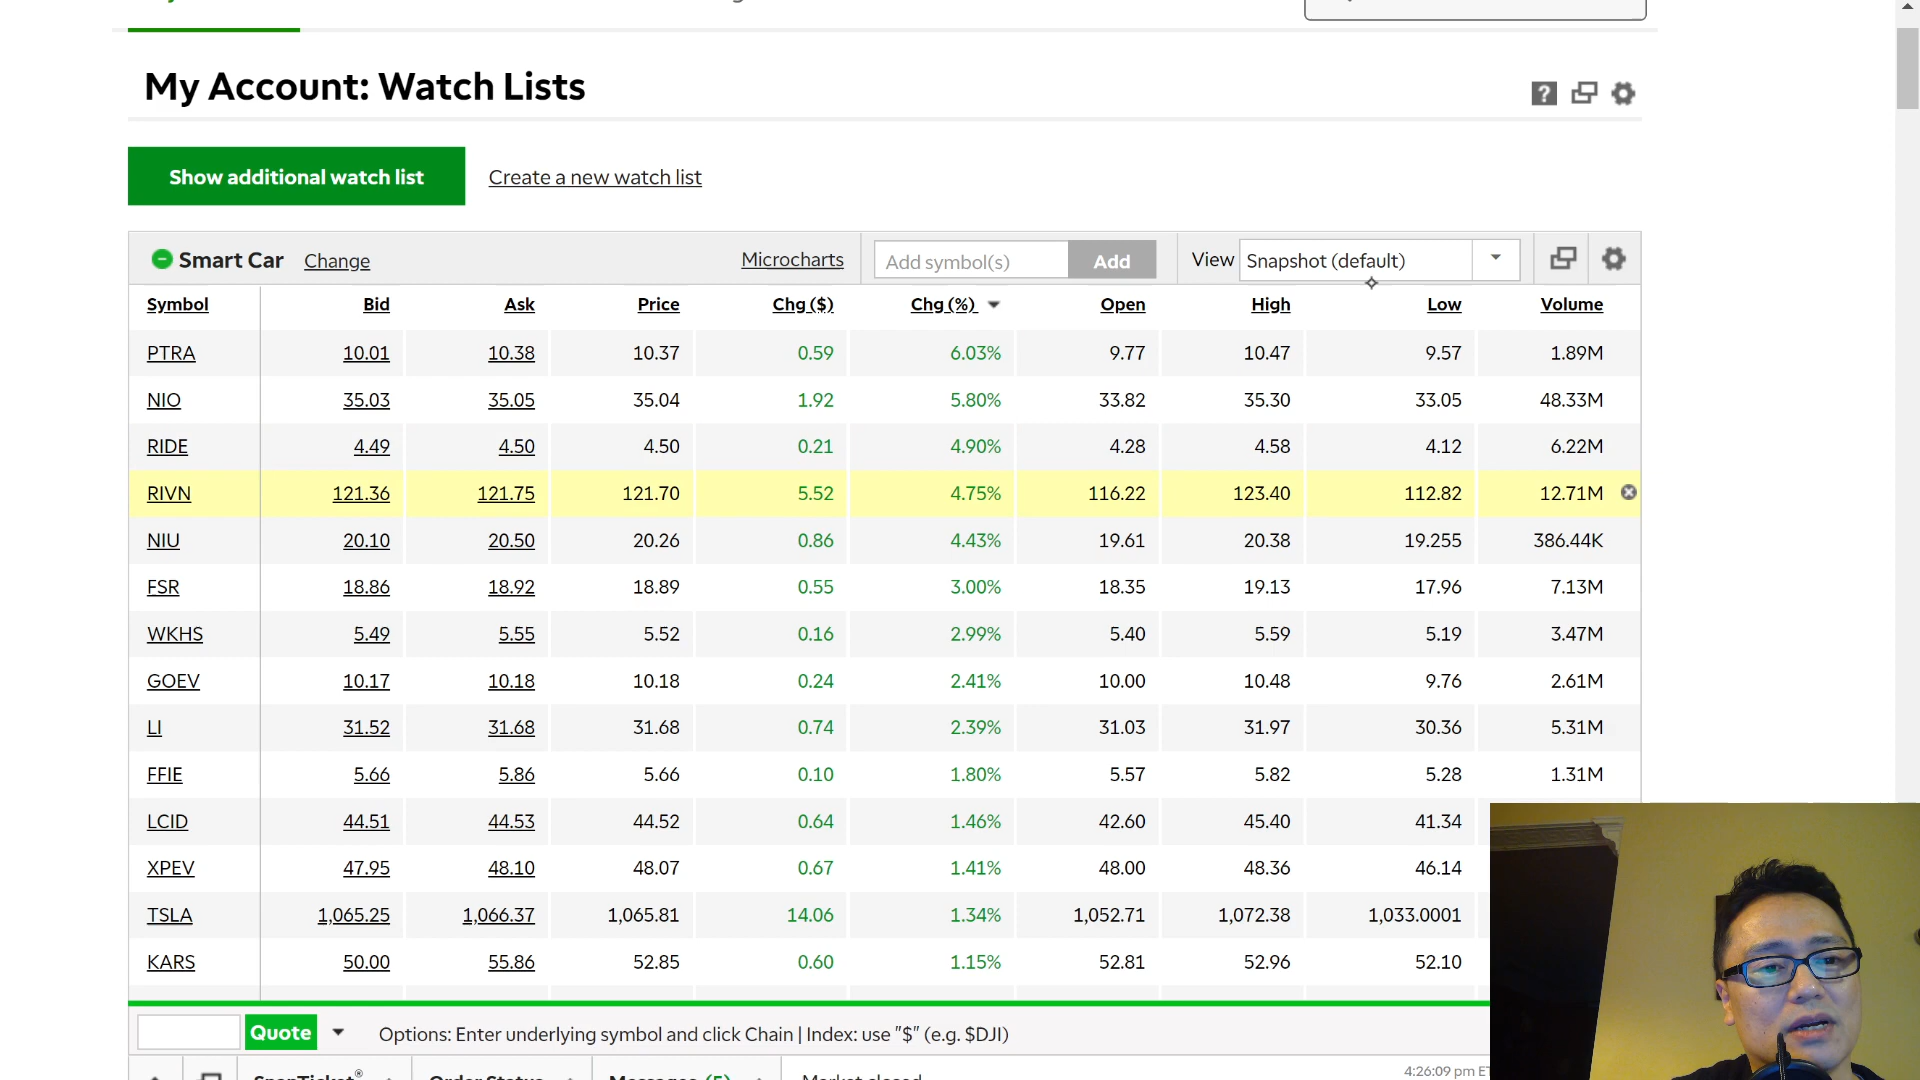 My Account: Watch Lists
?
Show additional watch list Create a new watch list
Smart Car Change Microcharts Add symbol(s) Add View Snapshot (default)
Symbol Bid Ask Price Chg ($) Chg (%) Open High Low Volume
PTRA 10.01 10.38 10.37 0.59 6.03% 9.77 10.47 9.57 1.89M
NIO 35.03 35.05 35.04 1.92 5.80% 33.82 35.30 33.05 48.33M
RIDE 4.49 4.50 4.50 0.21 4.90% 4.28 4.58 4.12 6.22M
RIVN 121.36 121.75 121.70 5.52 4.75% 116.22 123.40 112.82 12.71M
NIU 20.10 20.50 20.26 0.86 4.43% 19.61 20.38 19.255 386.44K
FSR 18.86 18.92 18.89 0.55 3.00% 18.35 19.13 17.96 7.13M
WKHS 5.49 5.55 5.52 0.16 2.99% 5.40 5.59 5.19 3.47M
GOEV 10.17 10.18 10.18 0.24 2.41% 10.00 10.48 9.76 2.61M
LI 31.52 31.68 31.68 0.74 2.39% 31.03 31.97 30.36 5.31M
FFIE 5.66 5.86 5.66 0.10 1.80% 5.57 5.82 5.28 1.31M
LCID 44.51 44.53 44.52 0.64 1.46% 42.60 45.40 41.34
XPEV 47.95 48.10 48.07 0.67 1.41% 48.00 48.36 46.14
TSLA 1,065.25 1,066.37 1,065.81 14.06 1.34% 1,052.71 1,072.38 1,033.0001
KARS 50.00 55.86 52.85 0.60 1.15% 52.81 52.96 52.10
Quote Options: Enter underlying symbol and click Chain | Index: use "$" (e.g. $DJI)
SnapTicket® Order Status Messages (5) Market closed 4:26:09 pm ET